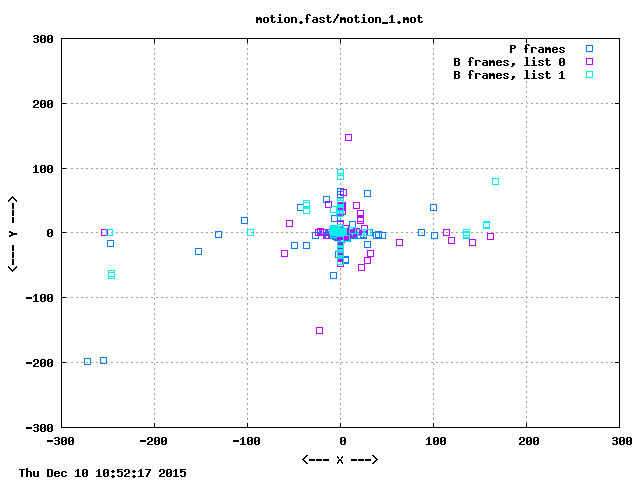 motion.fast/motion_1.mot
P frames
B frames, list 0
B frames, list 1
300
200
100
0
-100
-200
-300
<--- Y --->
-300 -200 -100 0 100 200 300
<--- X --->
Thu Dec 10 10:52:17 2015